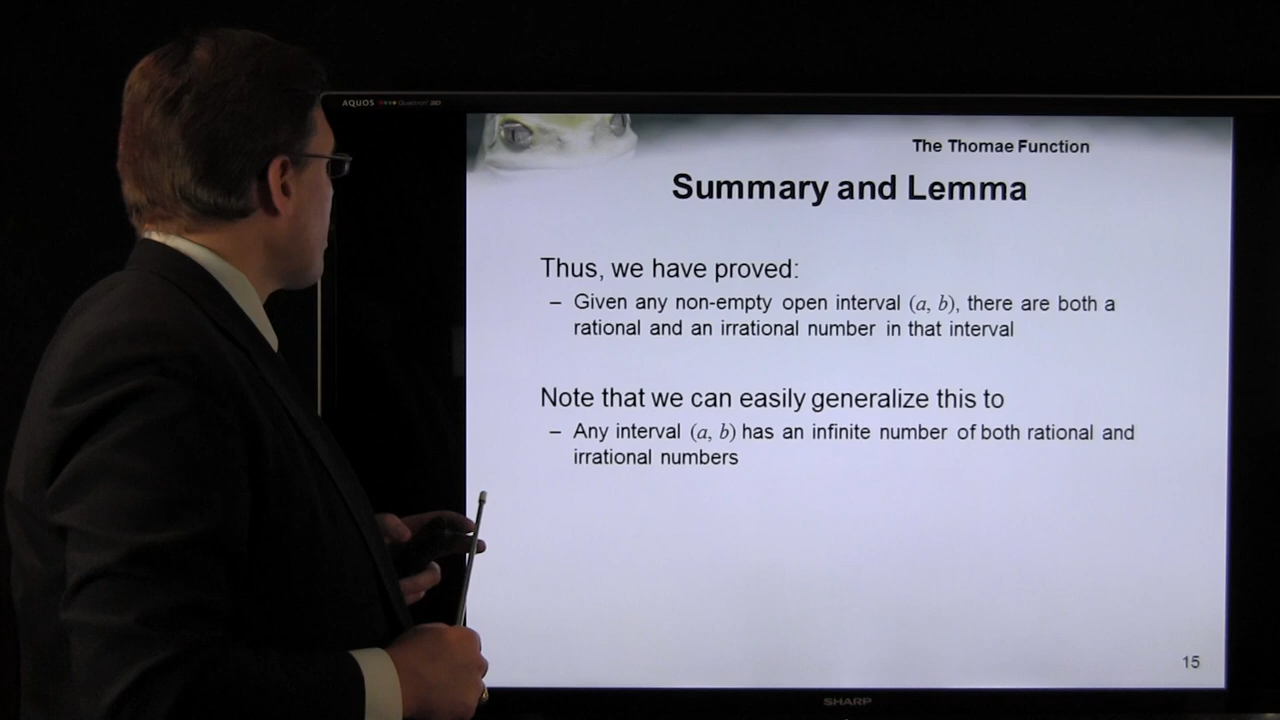 AQUOS Quattron 3D
The Thomae Function
Summary and Lemma
Thus, we have proved:
– Given any non-empty open interval (a, b), there are both a
rational and an irrational number in that interval
Note that we can easily generalize this to
– Any interval (a, b) has an infinite number of both rational and
irrational numbers
15
SHARP